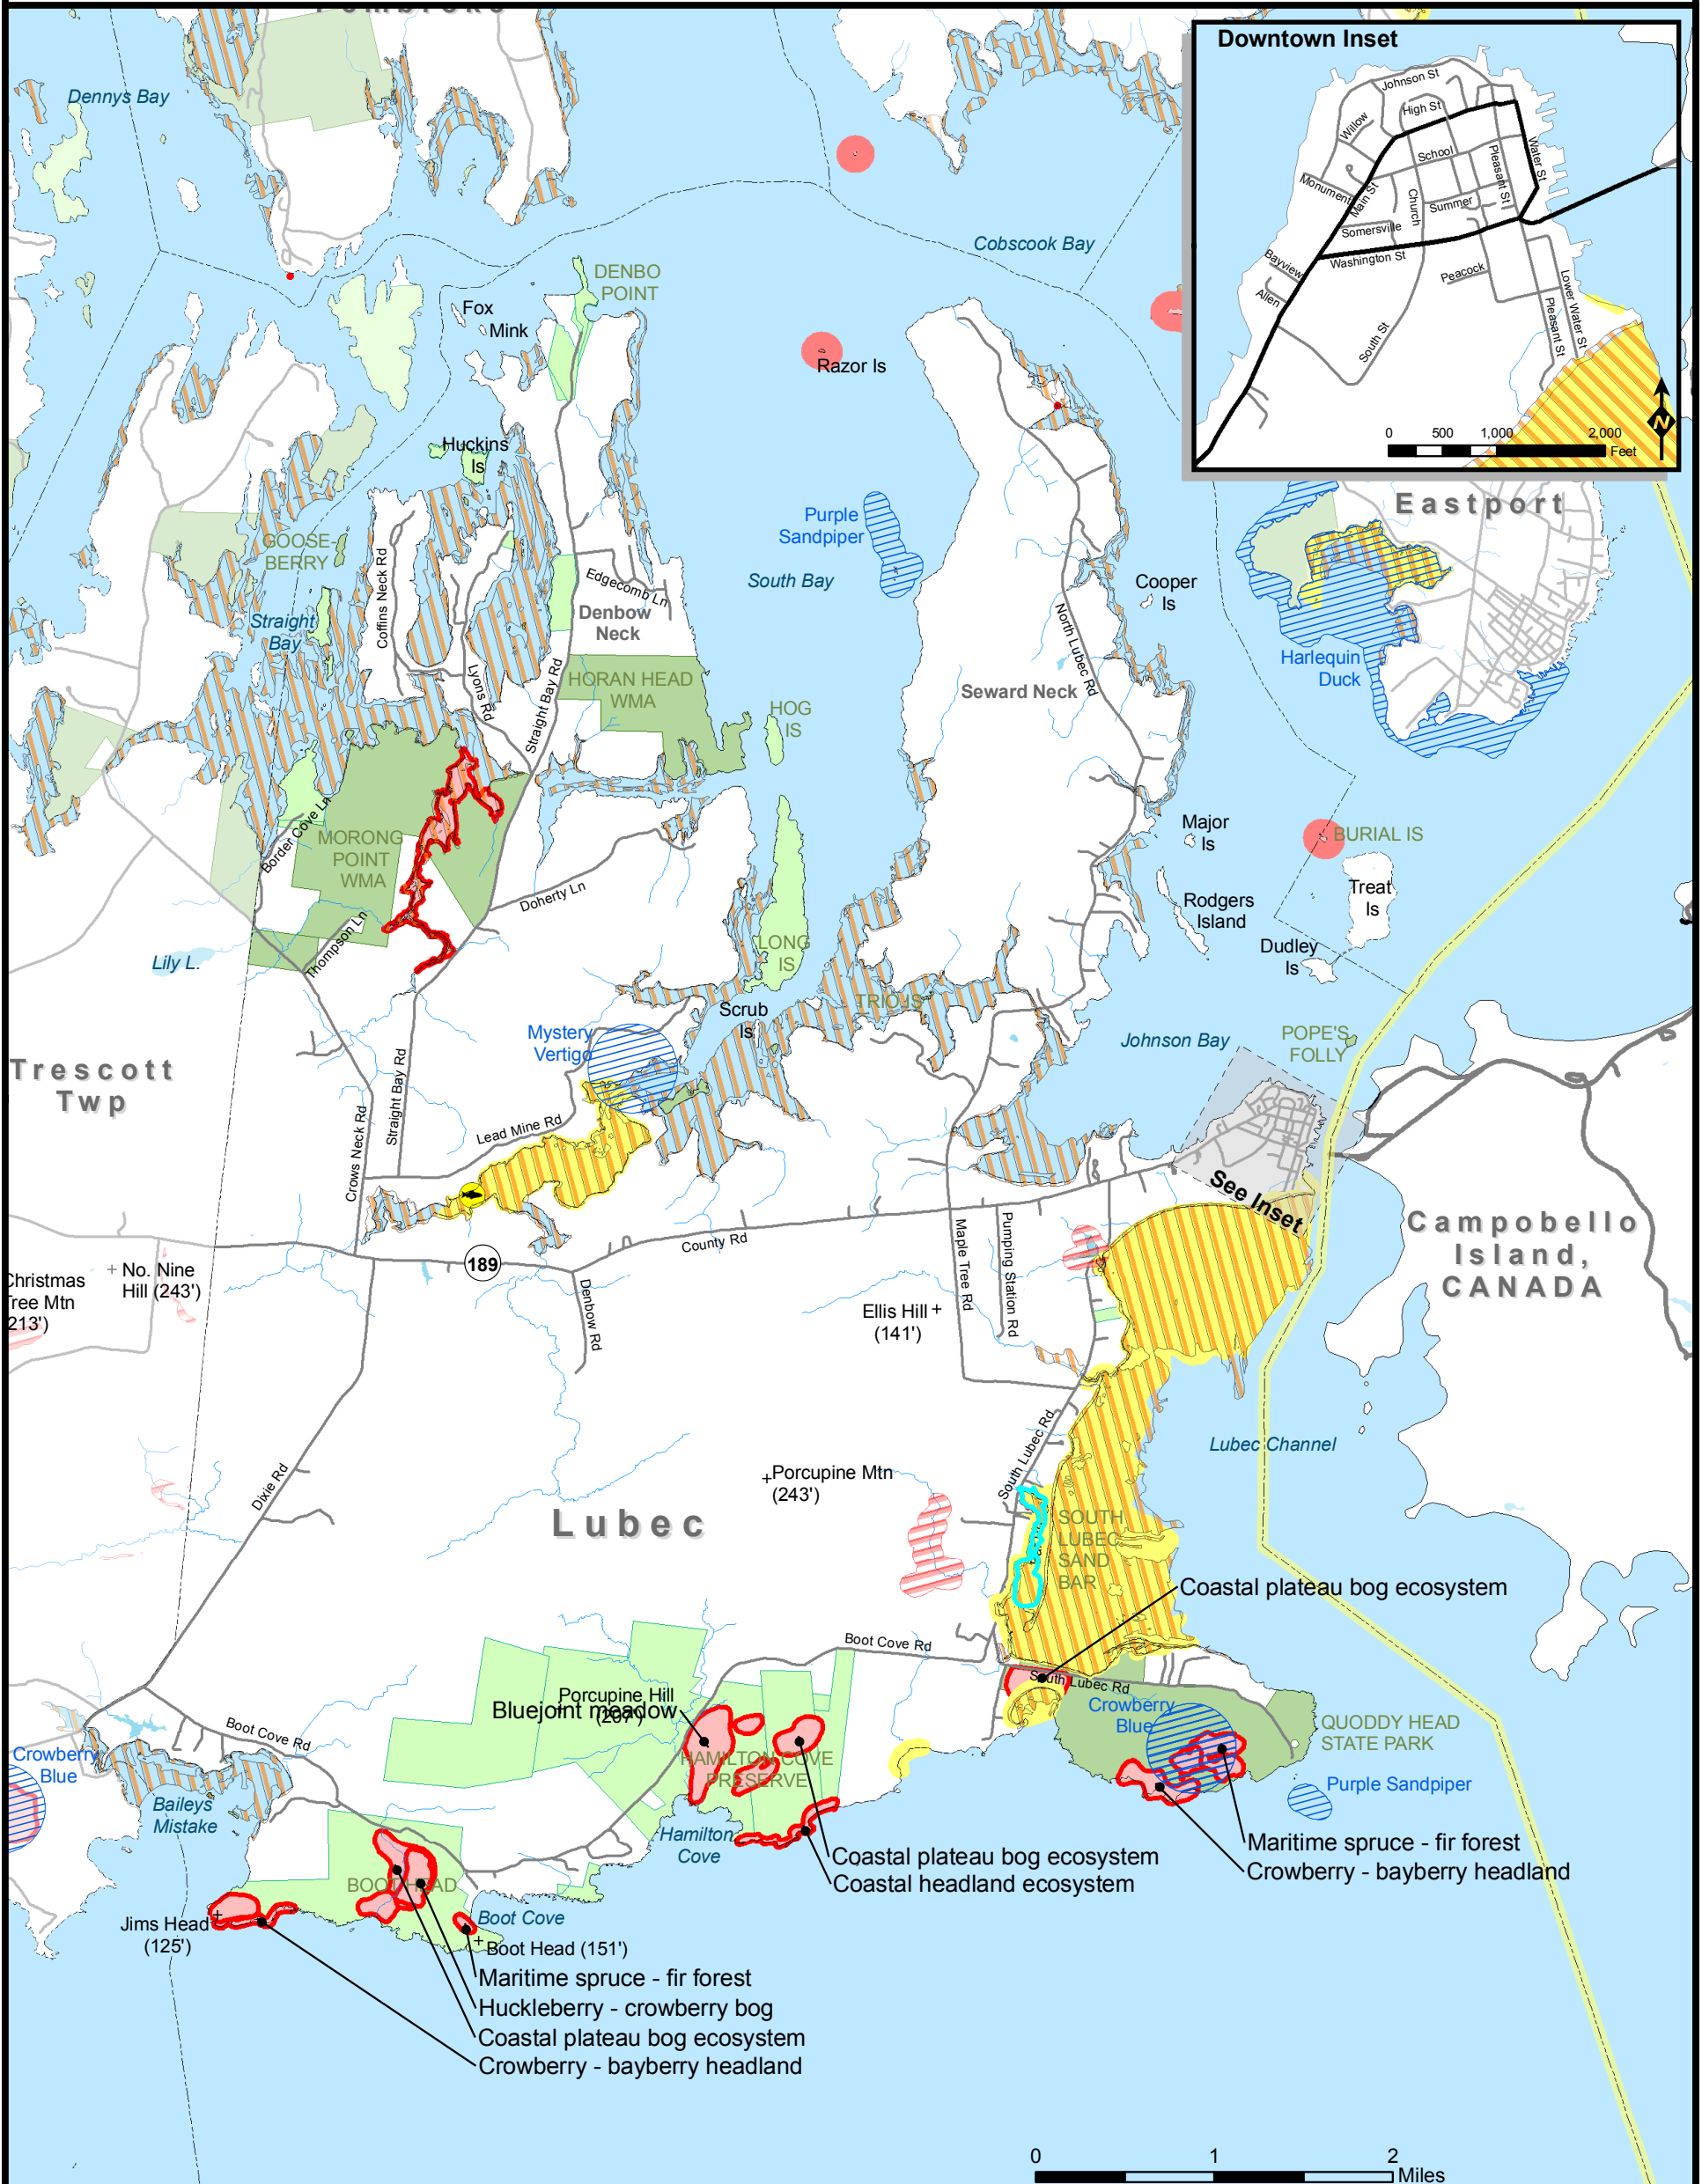 Downtown Inset
Johnson St
High St
Willow
School
Pleasant St
Water St
Monument
Main St
Church
Summer
Somersville
Washington St
Bayview
Allen
Peacock
South St
Lower Water St
Pleasant St
0 500 1,000 2,000
Feet
N
Dennys Bay
Cobscook Bay
DENBO
POINT
Fox
Mink
Razor Is
Huckins
Is
Eastport
Purple
Sandpiper
South Bay
GOOSE-
BERRY
Coffins Neck Rd
Edgecomb Ln
Denbow
Neck
Cooper
Is
Straight
Bay
North Lubec Rd
Harlequin
Duck
Lyons Rd
Straight Bay Rd
HORAN HEAD
WMA
Seward Neck
HOG
IS
Border Cove Ln
MORONG
POINT
WMA
Major
Is
BURIAL IS
Treat
Is
Doherty Ln
Rodgers
Island
Thompson Ln
Lily L.
LONG
IS
Dudley
Is
TRIO IS
Scrub
Is
Mystery
Vertigo
Johnson Bay
POPE'S
FOLLY
Trescott
Twp
Straight Bay Rd
Crows Neck Rd
Lead Mine Rd
See Inset
Campobello
Island,
CANADA
County Rd
189
Maple Tree Rd
Pumping Station Rd
No. Nine
Hill (243')
Christmas
Tree Mtn
213')
Denbow Rd
Ellis Hill
(141')
South Lubec Rd
Lubec Channel
Porcupine Mtn
(243')
Dixie Rd
Lubec
SOUTH
LUBEC
SAND
BAR
Coastal plateau bog ecosystem
Boot Cove Rd
South Lubec Rd
Porcupine Hill
(207')
Bluejoint meadow
Crowberry
Blue
QUODDY HEAD
STATE PARK
Boot Cove Rd
HAMILTON COVE
PRESERVE
Crowberry
Blue
Purple Sandpiper
Baileys
Mistake
Hamilton
Cove
Maritime spruce - fir forest
Crowberry - bayberry headland
Coastal plateau bog ecosystem
Coastal headland ecosystem
BOOT HEAD
Jims Head
(125')
Boot Cove
Boot Head (151')
Maritime spruce - fir forest
Huckleberry - crowberry bog
Coastal plateau bog ecosystem
Crowberry - bayberry headland
0 1 2
Miles